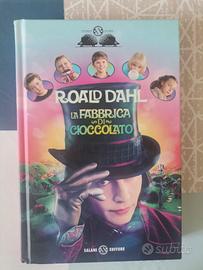 ROALD DAHL
LA FABBRICA
DI
CIOCCOLATO
SALANI EDITORE
subito